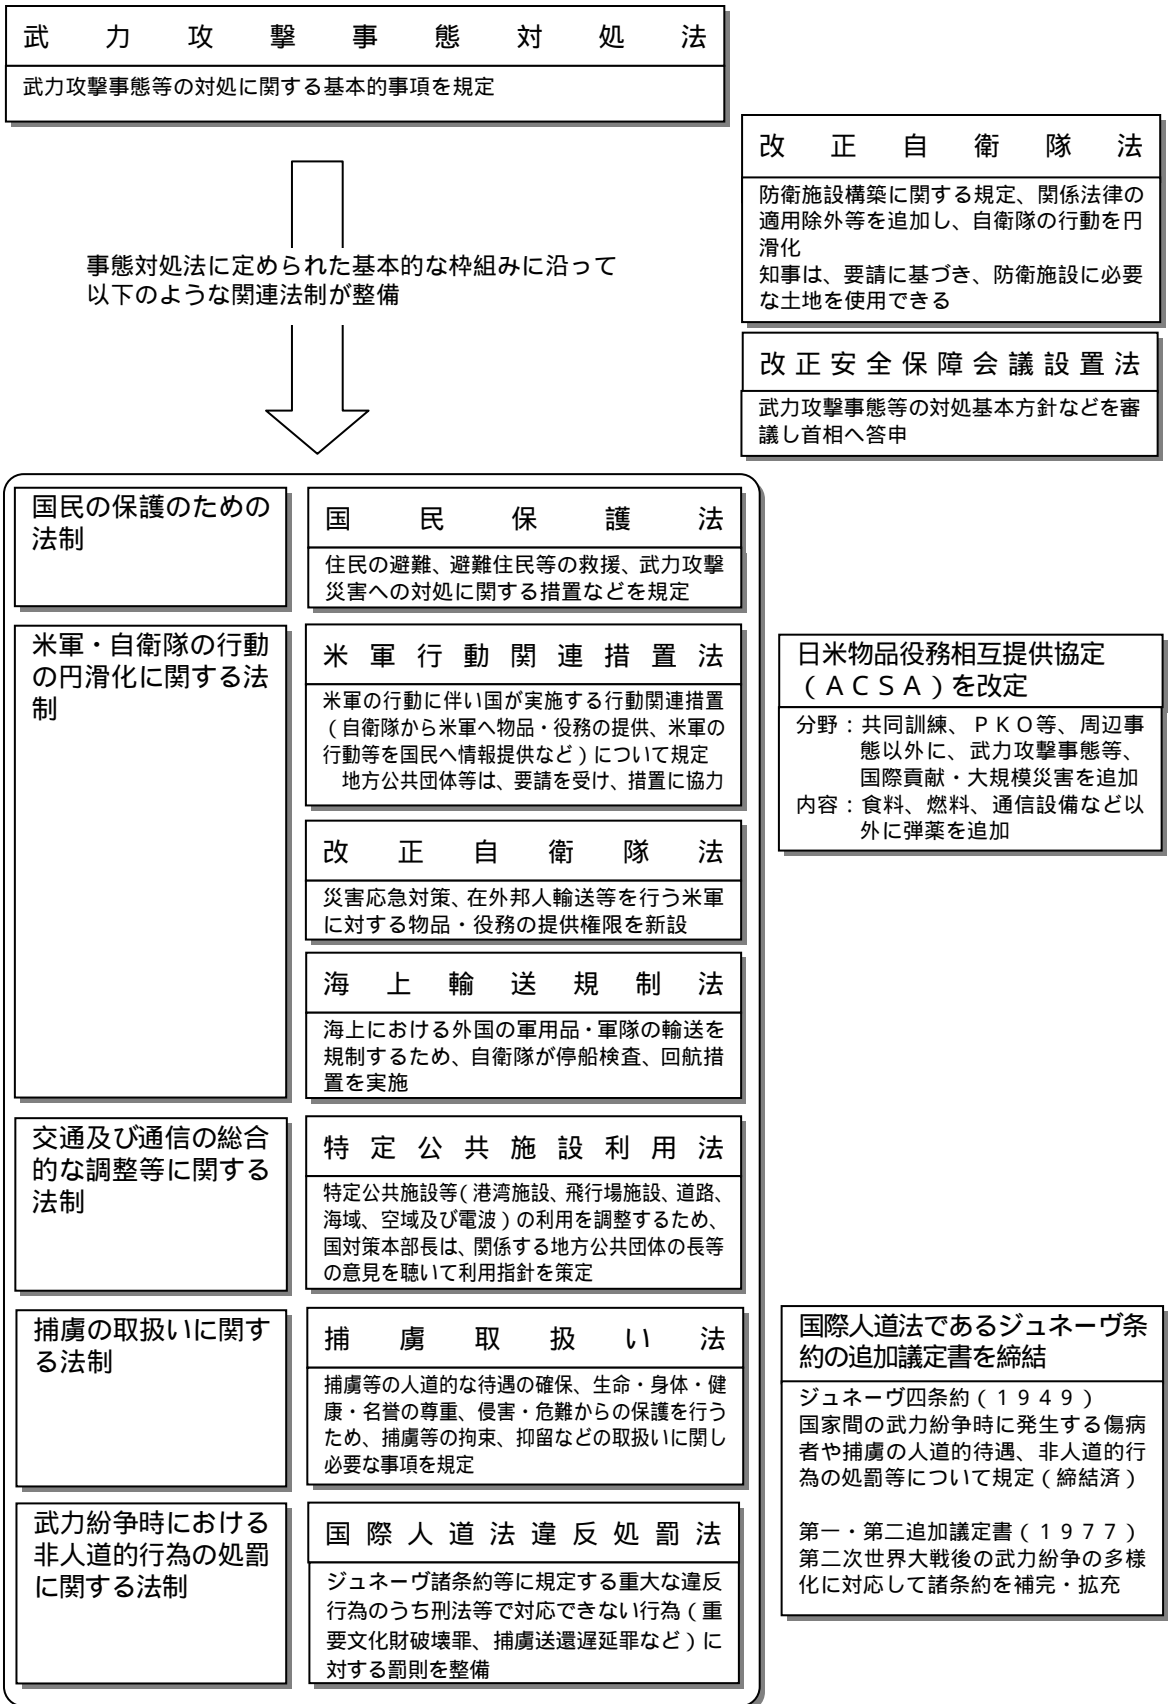 武力攻撃事態対処法
武力攻撃事態等の対処に関する基本的事項を規定
改正自衛隊法
防衛施設構築に関する規定、関係法律の
適用除外等を追加し、自衛隊の行動を円
滑化
知事は、要請に基づき、防衛施設に必要
な土地を使用できる
事態対処法に定められた基本的な枠組みに沿って
以下のような関連法制が整備
改正安全保障会議設置法
武力攻撃事態等の対処基本方針などを審
議し首相へ答申
国民の保護のための
法制
国民保護法
住民の避難、避難住民等の救援、武力攻撃
災害への対処に関する措置などを規定
米軍・自衛隊の行動
の円滑化に関する法
制
米軍行動関連措置法
米軍の行動に伴い国が実施する行動関連措置
（自衛隊から米軍へ物品・役務の提供、米軍の
行動等を国民へ情報提供など）について規定
地方公共団体等は、要請を受け、措置に協力
日米物品役務相互提供協定
（ＡＣＳＡ）を改定
分野：共同訓練、ＰＫＯ等、周辺事
態以外に、武力攻撃事態等、
国際貢献・大規模災害を追加
内容：食料、燃料、通信設備など以
外に弾薬を追加
改正自衛隊法
災害応急対策、在外邦人輸送等を行う米軍
に対する物品・役務の提供権限を新設
海上輸送規制法
海上における外国の軍用品・軍隊の輸送を
規制するため、自衛隊が停船検査、回航措
置を実施
交通及び通信の総合
的な調整等に関する
法制
特定公共施設利用法
特定公共施設等（港湾施設、飛行場施設、道路、
海域、空域及び電波）の利用を調整するため、
国対策本部長は、関係する地方公共団体の長等
の意見を聴いて利用指針を策定
捕虜の取扱いに関す
る法制
捕虜取扱い法
捕虜等の人道的な待遇の確保、生命・身体・健
康・名誉の尊重、侵害・危難からの保護を行う
ため、捕虜等の拘束、抑留などの取扱いに関し
必要な事項を規定
国際人道法であるジュネーヴ条
約の追加議定書を締結
ジュネーヴ四条約（１９４９）
国家間の武力紛争時に発生する傷病
者や捕虜の人道的待遇、非人道的行
為の処罰等について規定（締結済）
第一・第二追加議定書（１９７７）
第二次世界大戦後の武力紛争の多様
化に対応して諸条約を補完・拡充
武力紛争時における
非人道的行為の処罰
に関する法制
国際人道法違反処罰法
ジュネーヴ諸条約等に規定する重大な違反
行為のうち刑法等で対応できない行為（重
要文化財破壊罪、捕虜送還遅延罪など）に
対する罰則を整備